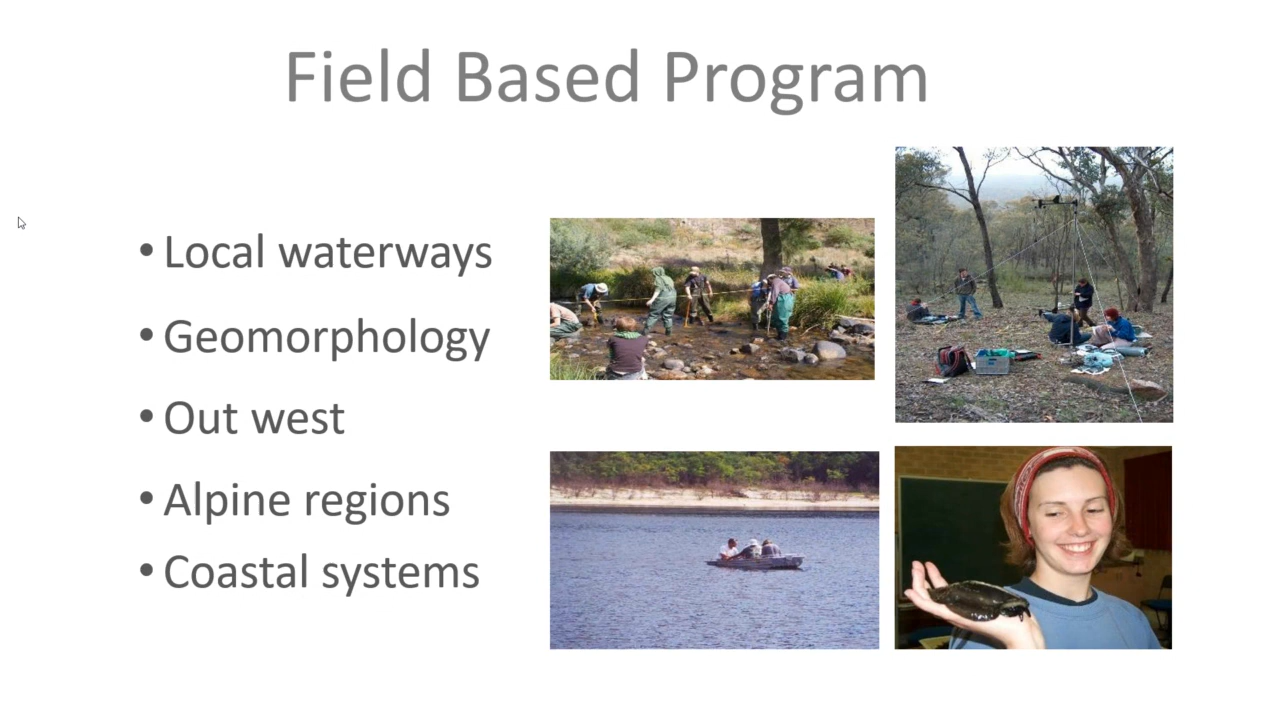 Field Based Program
• Local waterways
• Geomorphology
• Out west
• Alpine regions
• Coastal systems